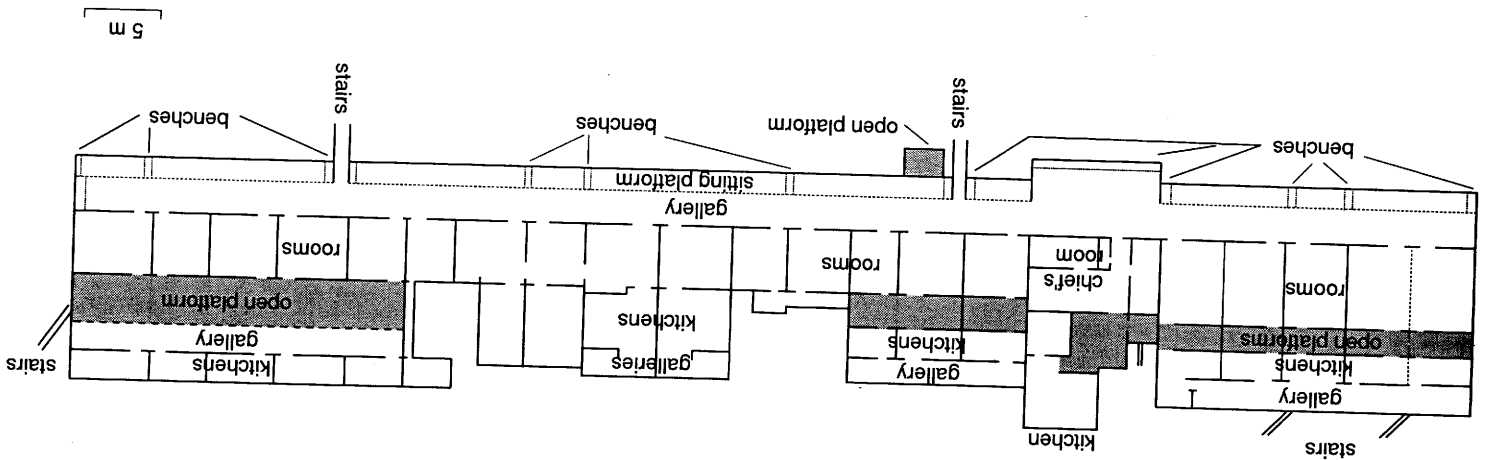 stairs
kitchen
gallery
gallery
kitchens
galleries
kitchens
stairs
open platforms
kitchens
gallery
kitchens
open platform
rooms
chief's
room
rooms
rooms
gallery
sitting platform
benches
open platform
benches
benches
stairs
stairs
5 m